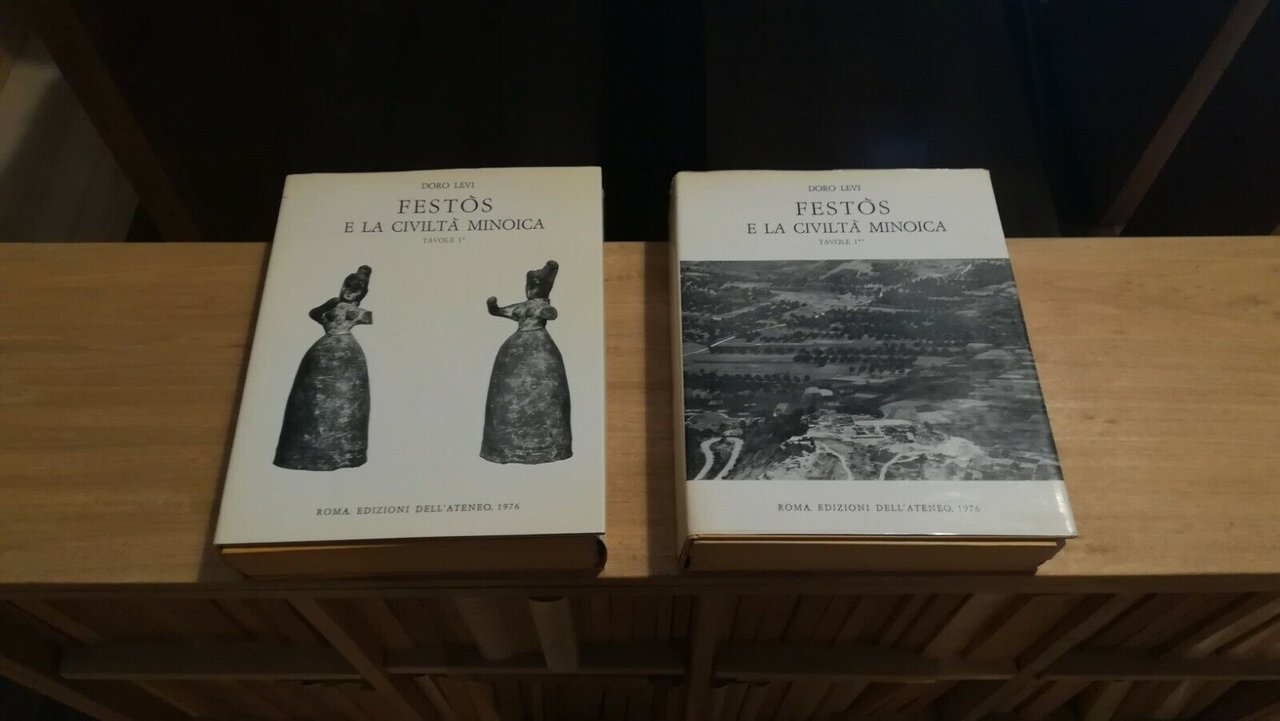 DORO LEVI
FESTÒS
E LA CIVILTÀ MINOICA
TAVOLE I*
ROMA, EDIZIONI DELL'ATENEO, 1976
DORO LEVI
FESTÒS
E LA CIVILTÀ MINOICA
TAVOLE I**
ROMA, EDIZIONI DELL'ATENEO, 1976